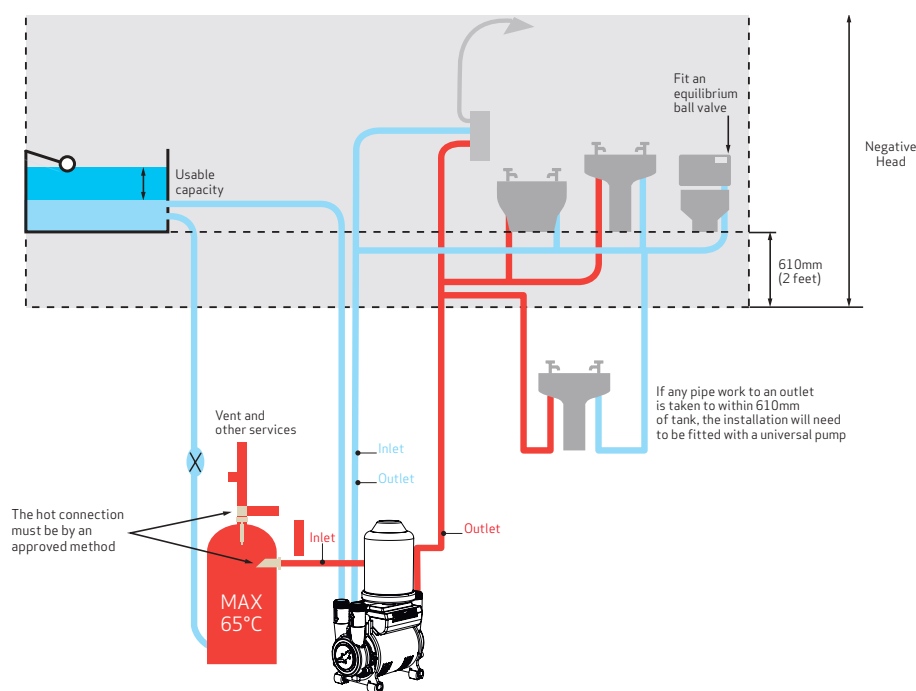 Fit an
equilibrium
ball valve
Negative
Head
Usable
capacity
610mm
(2 feet)
If any pipe work to an outlet
is taken to within 610mm
of tank, the installation will need
to be fitted with a universal pump
Vent and
other services
Inlet
Outlet
The hot connection
must be by an
approved method
Inlet
Outlet
MAX
65°C